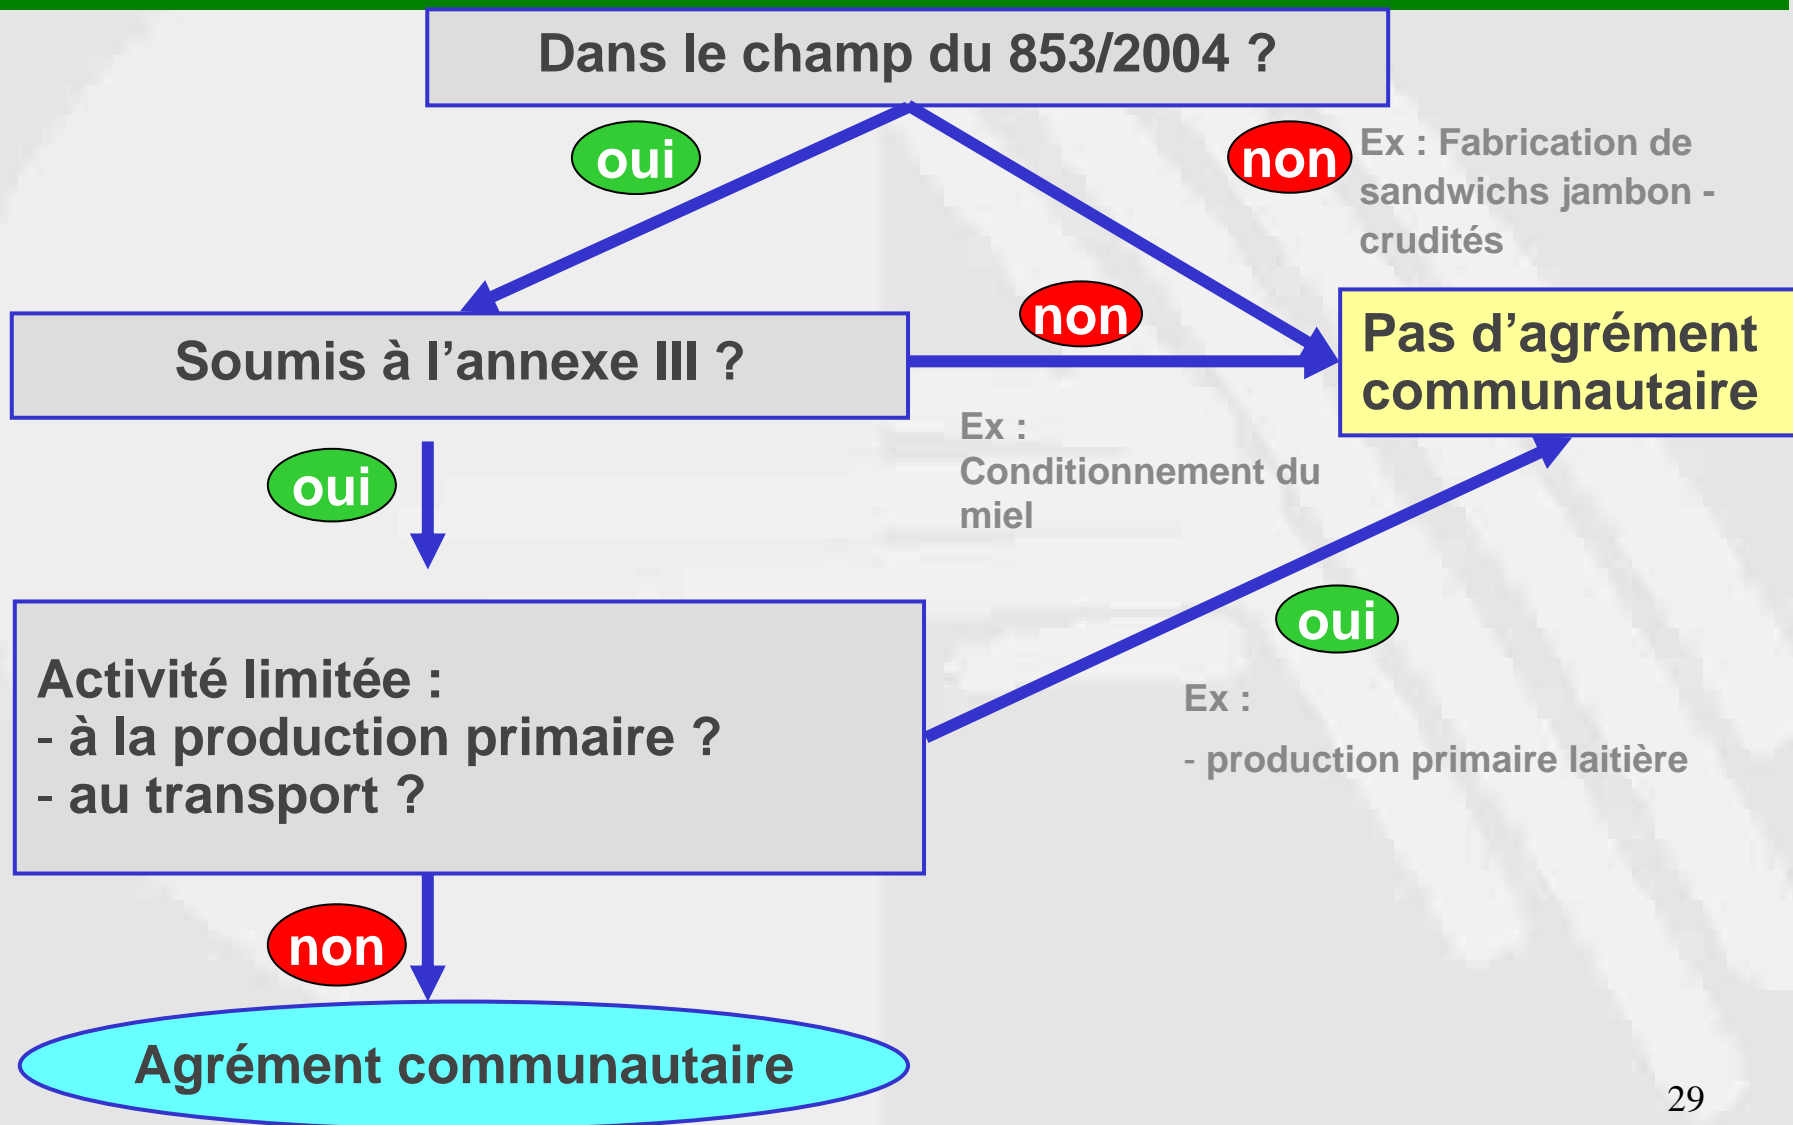 Dans le champ du 853/2004 ?
oui
non
Ex : Fabrication de
sandwichs jambon -
crudités
non
Soumis à l’annexe III ?
Pas d’agrément
communautaire
Ex :
Conditionnement du
miel
oui
oui
Activité limitée :
- à la production primaire ?
- au transport ?
Ex :
- production primaire laitière
non
Agrément communautaire
29